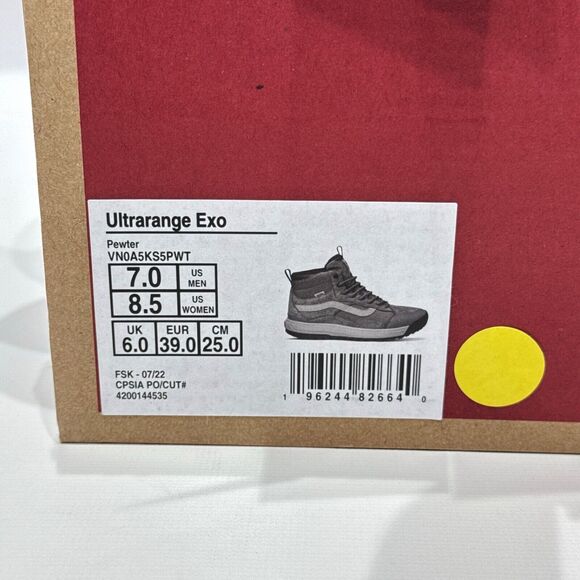 Ultrarange Exo
Pewter
VN0A5KS5PWT
7.0 US MEN
8.5 US WOMEN
UK 6.0 EUR 39.0 CM 25.0
FSK - 07/22
CPSIA PO/CUT#
4200144535
1 96244 82664 0